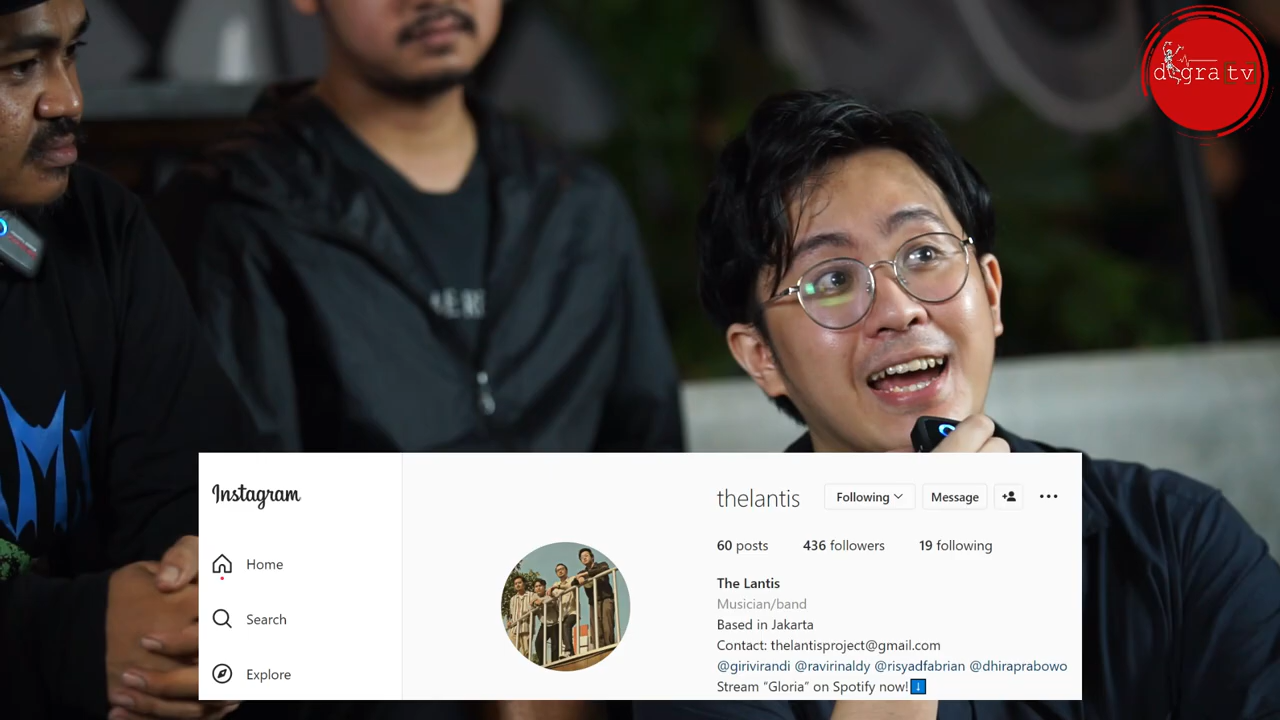 digra tv
Instagram
Home
Search
Explore
thelantis
Following
Message
60 posts
436 followers
19 following
The Lantis
Musician/band
Based in Jakarta
Contact: thelantisproject@gmail.com
@girivirandi @ravirinaldy @risyadfabrian @dhiraprabowo
Stream “Gloria” on Spotify now!⬇️